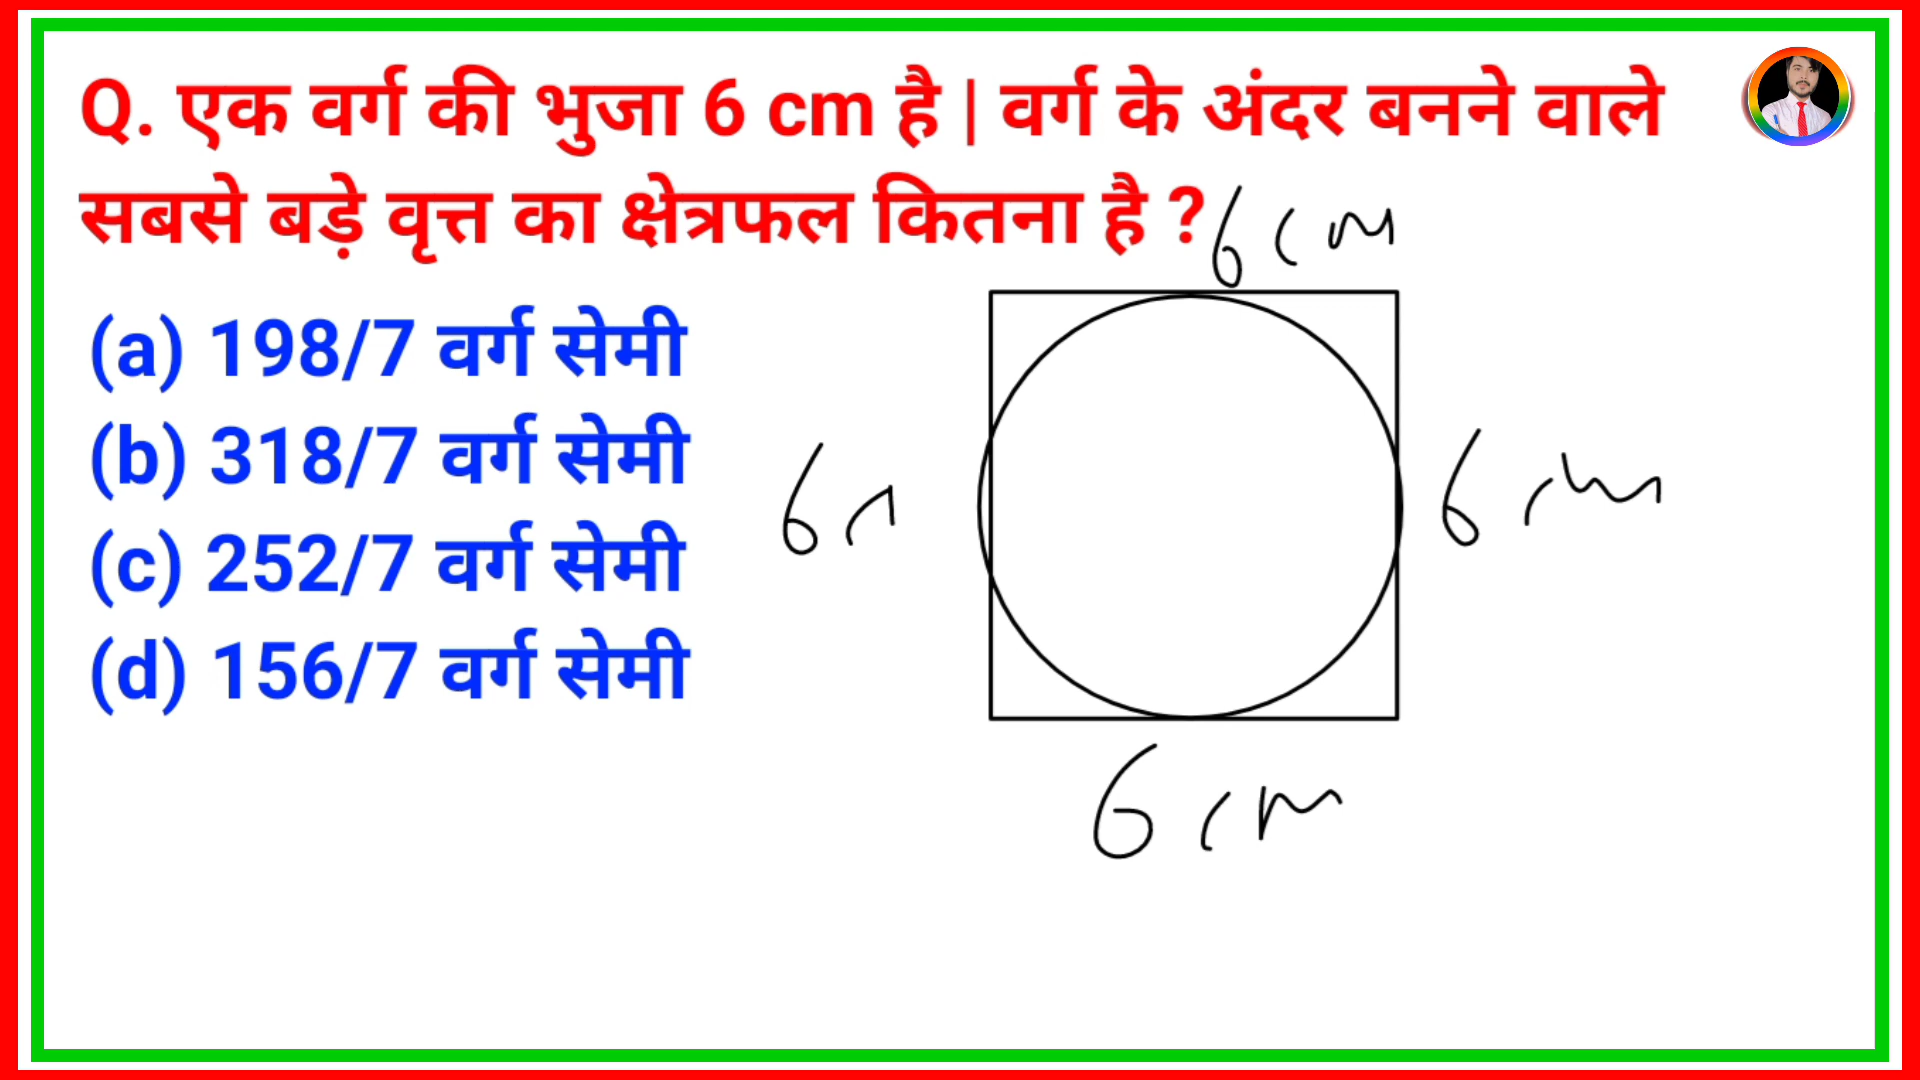 Q. एक वर्ग की भुजा 6 cm है | वर्ग के अंदर बनने वाले
सबसे बड़े वृत्त का क्षेत्रफल कितना है ?
6 cm
(a) 198/7 वर्ग सेमी
(b) 318/7 वर्ग सेमी
(c) 252/7 वर्ग सेमी
(d) 156/7 वर्ग सेमी
6
6 cm
6 cm